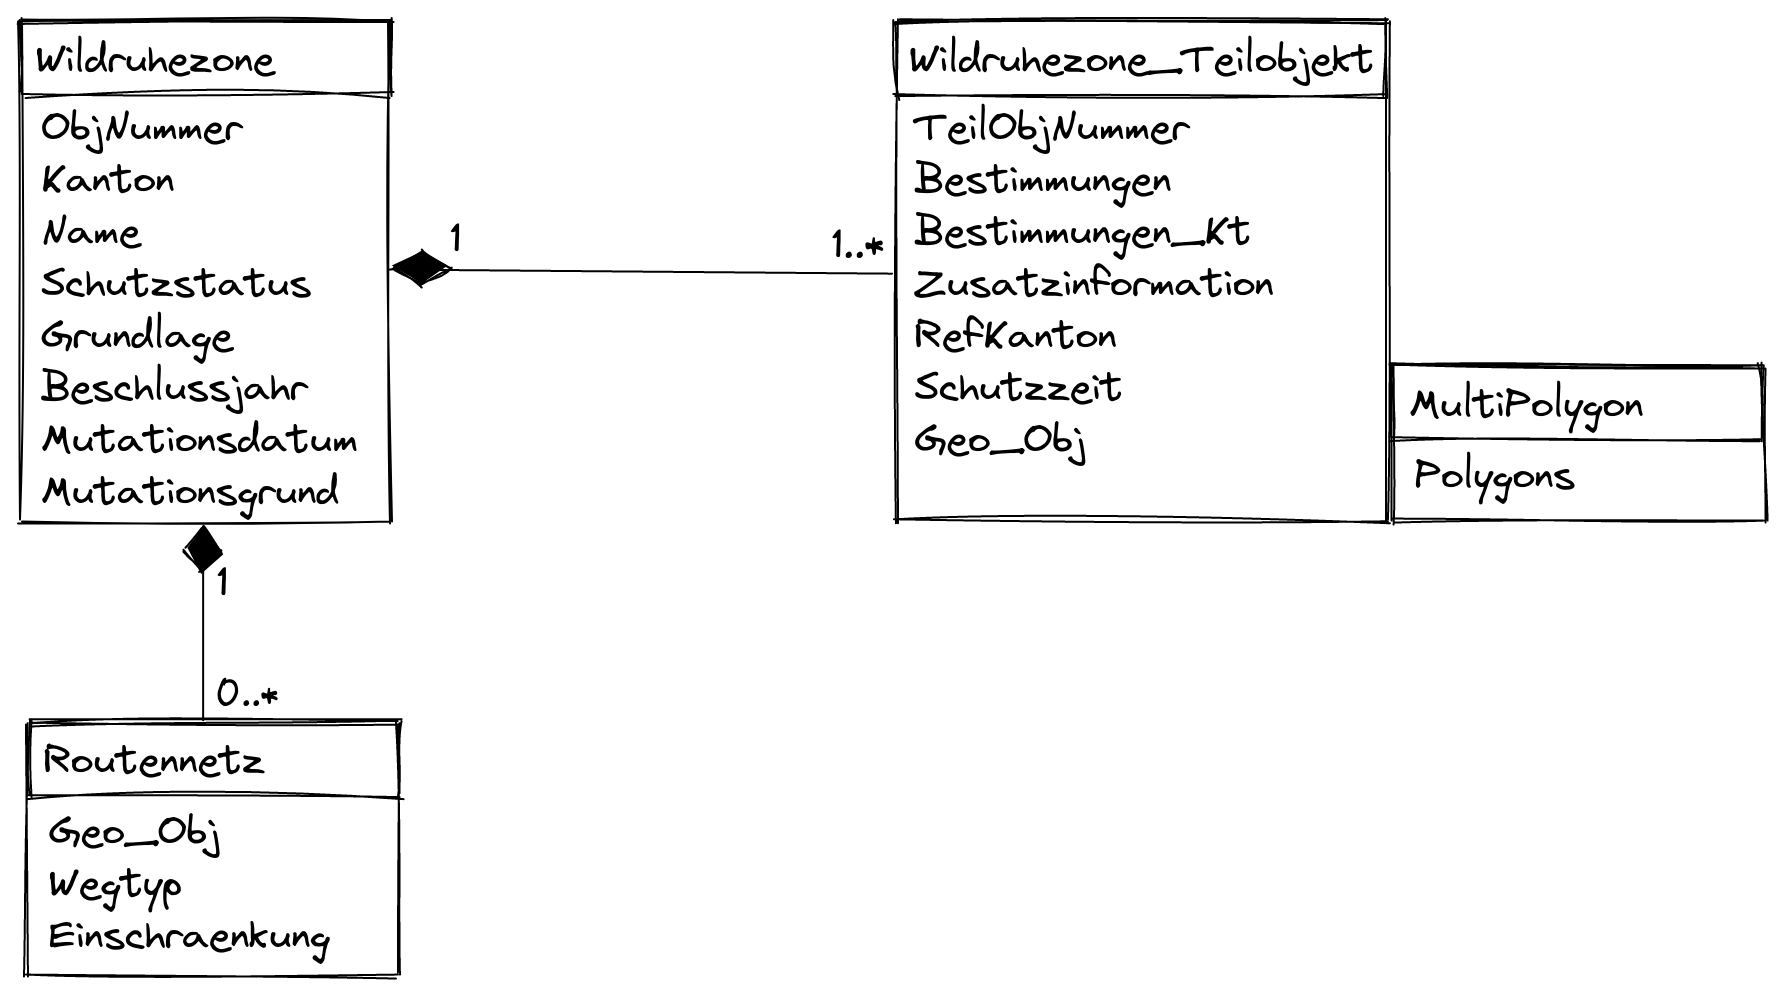 Wildruhezone
ObjNummer
Kanton
Name
Schutzstatus
Grundlage
Beschlussjahr
Mutationsdatum
Mutationsgrund
1
1..*
Wildruhezone_Teilobjekt
TeilObjNummer
Bestimmungen
Bestimmungen_Kt
Zusatzinformation
RefKanton
Schutzzeit
Geo_Obj
MultiPolygon
Polygons
1
0..*
Routennetz
Geo_Obj
Wegtyp
Einschraenkung